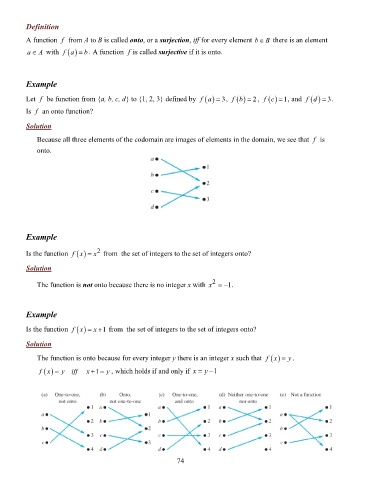 Definition
A function f from A to B is called onto, or a surjection, iff for every element b ∈ B there is an element
a ∈ A with f(a) = b. A function f is called surjective if it is onto.
Example
Let f be function from {a, b, c, d} to {1, 2, 3} defined by f(a) = 3, f(b) = 2, f(c) = 1, and f(d) = 3.
Is f an onto function?
Solution
Because all three elements of the codomain are images of elements in the domain, we see that f is
onto.
a
1
b
2
c
3
d
Example
Is the function f(x) = x² from the set of integers to the set of integers onto?
Solution
The function is not onto because there is no integer x with x² = −1.
Example
Is the function f(x) = x + 1 from the set of integers to the set of integers onto?
Solution
The function is onto because for every integer y there is an integer x such that f(x) = y.
f(x) = y iff x + 1 = y, which holds if and only if x = y − 1
(a) One-to-one, (b) Onto, (c) One-to-one, (d) Neither one-to-one (e) Not a function
not onto not one-to-one and onto nor onto
1 a a 1 a 1 1
a 1 a
2 b b 2 b 2 2
b 2 b
3 c c 3 c 3 3
c 3 c
4 d d 4 d 4 4
74